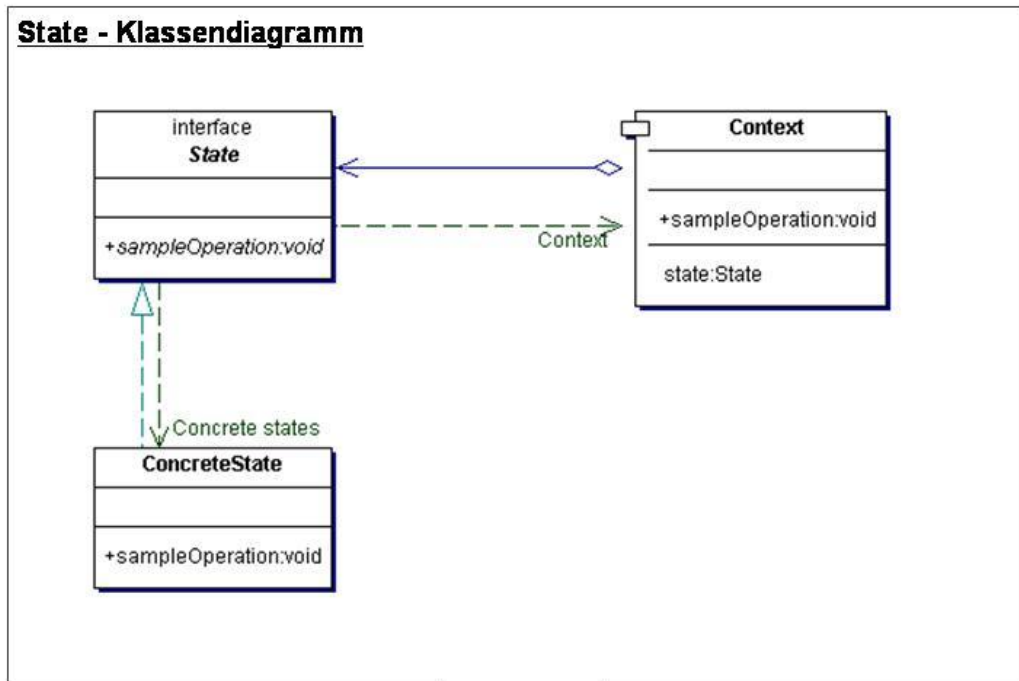 State - Klassendiagramm
interface
State
+sampleOperation:void
Context
+sampleOperation:void
state:State
Context
Concrete states
ConcreteState
+sampleOperation:void